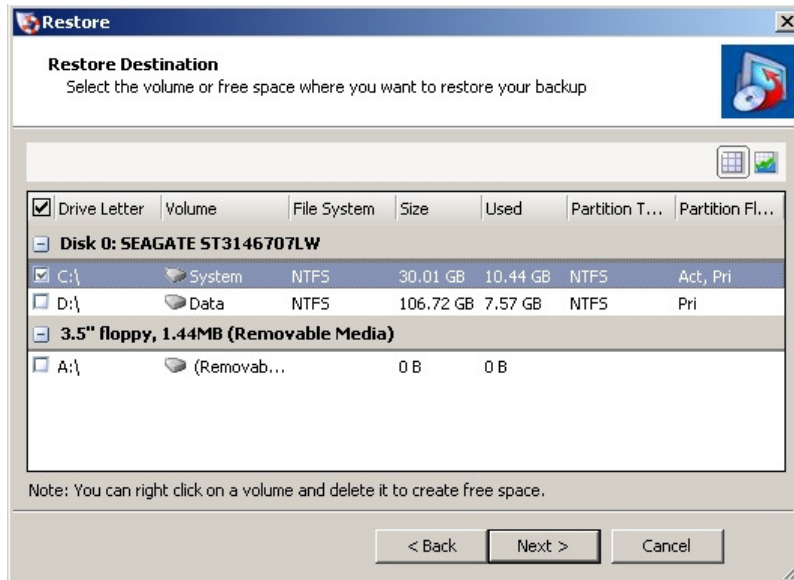 Restore
Restore Destination
Select the volume or free space where you want to restore your backup
Drive Letter Volume File System Size Used Partition T... Partition Fl...
Disk 0: SEAGATE ST3146707LW
C:\ System NTFS 30.01 GB 10.44 GB NTFS Act, Pri
D:\ Data NTFS 106.72 GB 7.57 GB NTFS Pri
3.5" floppy, 1.44MB (Removable Media)
A:\ (Removab... 0 B 0 B
Note: You can right click on a volume and delete it to create free space.
< Back Next > Cancel